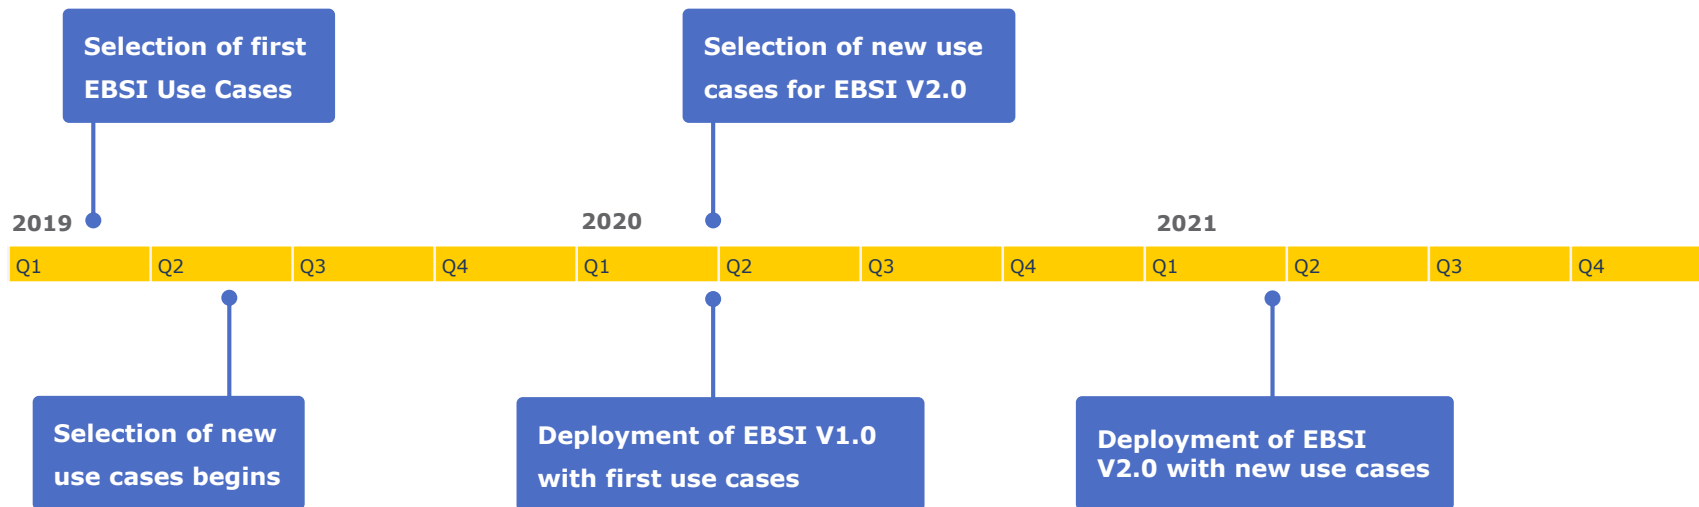 Selection of first
EBSI Use Cases
Selection of new use
cases for EBSI V2.0
2019
2020
2021
Q1
Q2
Q3
Q4
Q1
Q2
Q3
Q4
Q1
Q2
Q3
Q4
Selection of new
use cases begins
Deployment of EBSI V1.0
with first use cases
Deployment of EBSI
V2.0 with new use cases